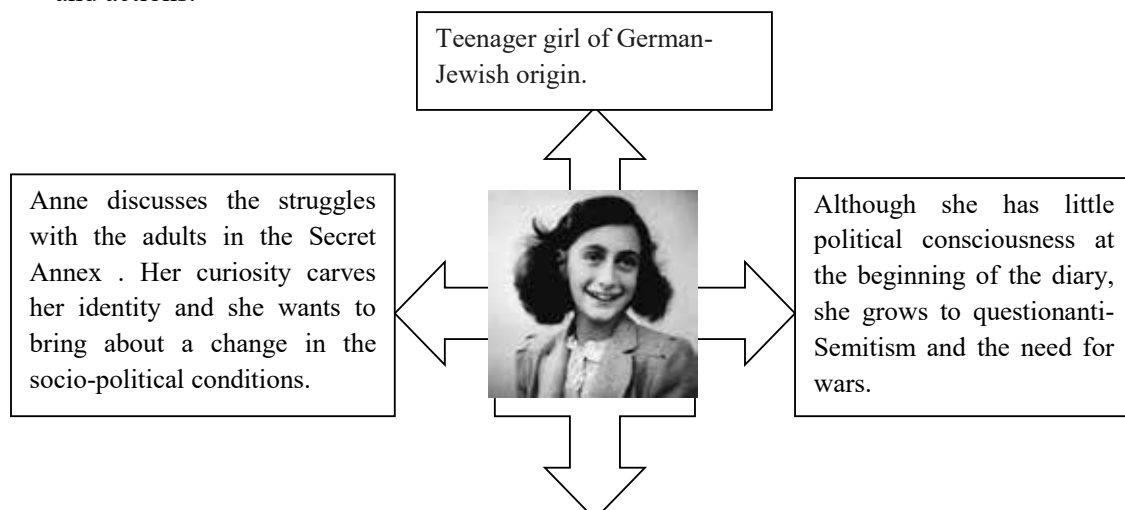 and actions.
Teenager girl of German-
Jewish origin.
Anne discusses the struggles
with the adults in the Secret
Annex . Her curiosity carves
her identity and she wants to
bring about a change in the
socio-political conditions.
Although she has little
political consciousness at
the beginning of the diary,
she grows to questionanti-
Semitism and the need for
wars.